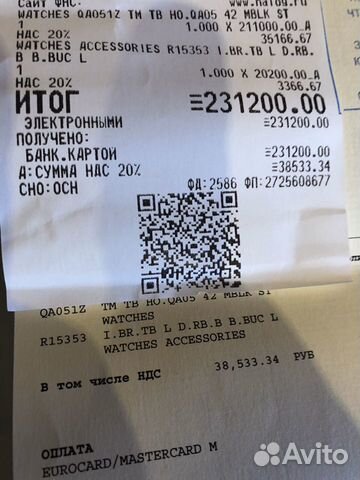 Сайт ФНС: www.nalog.ru
WATCHES QA051Z TM TB HO.QA05 42 MBLK ST
1
1.000 X 211000.00_А
НДС 20% 35166.67
WATCHES ACCESSORIES R15353 I.BR.TB L D.RB.
B B.BUC L
1
1.000 X 20200.00_А
НДС 20% 3366.67
ИТОГ ≡231200.00
ЭЛЕКТРОННЫМИ ≡231200.00
ПОЛУЧЕНО:
БАНК.КАРТОЙ ≡231200.00
А:СУММА НДС 20% ≡38533.34
СНО:ОСН ФД:2586 ФП:2725608677
QA051Z TM TB HO.QA05 42 MBLK ST
WATCHES
R15353 I.BR.TB L D.RB.B B.BUC L
WATCHES ACCESSORIES
В том числе НДС 38,533.34 РУБ
ОПЛАТА
EUROCARD/MASTERCARD M
Avito